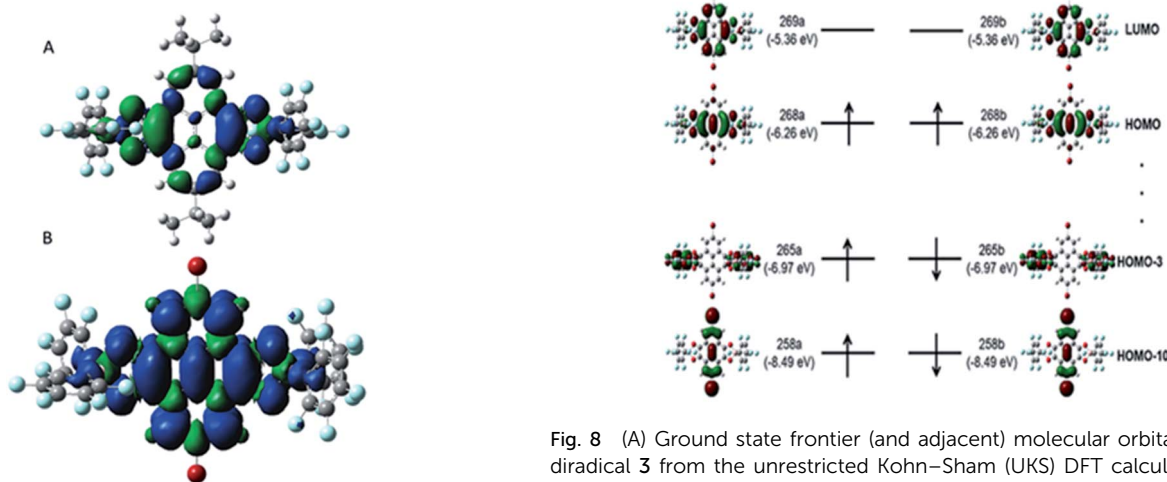 A
B
269a
(-5.36 eV)
269b
(-5.36 eV)
LUMO
268a
(-6.26 eV)
268b
(-6.26 eV)
HOMO
265a
(-6.97 eV)
265b
(-6.97 eV)
HOMO-3
258a
(-8.49 eV)
258b
(-8.49 eV)
HOMO-10
Fig. 8 (A) Ground state frontier (and adjacent) molecular orbita
diradical 3 from the unrestricted Kohn–Sham (UKS) DFT calcul